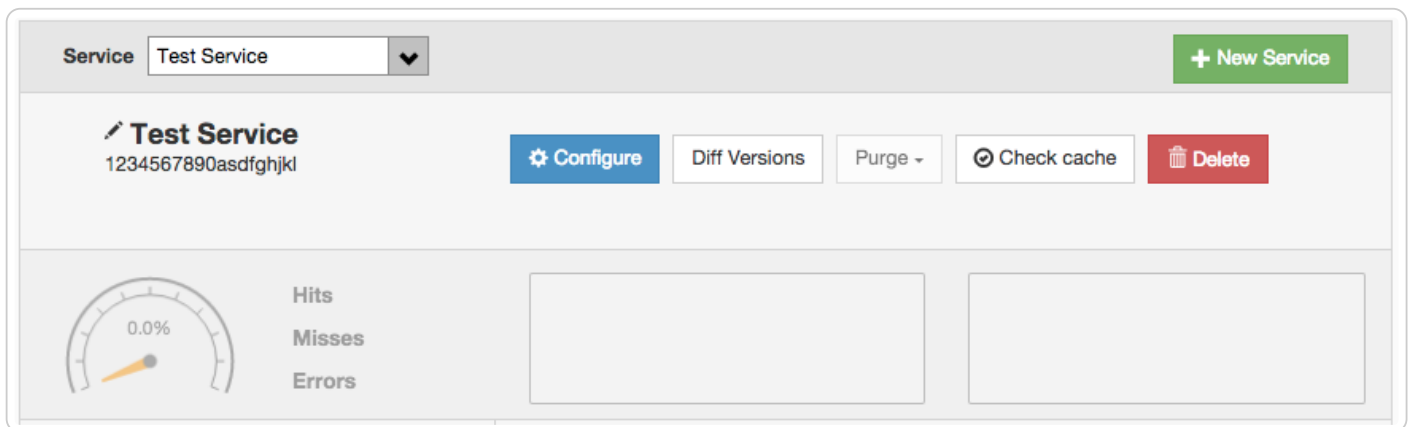 Service Test Service + New Service
Test Service
1234567890asdfghjkl
Configure Diff Versions Purge Check cache Delete
0.0%
Hits
Misses
Errors